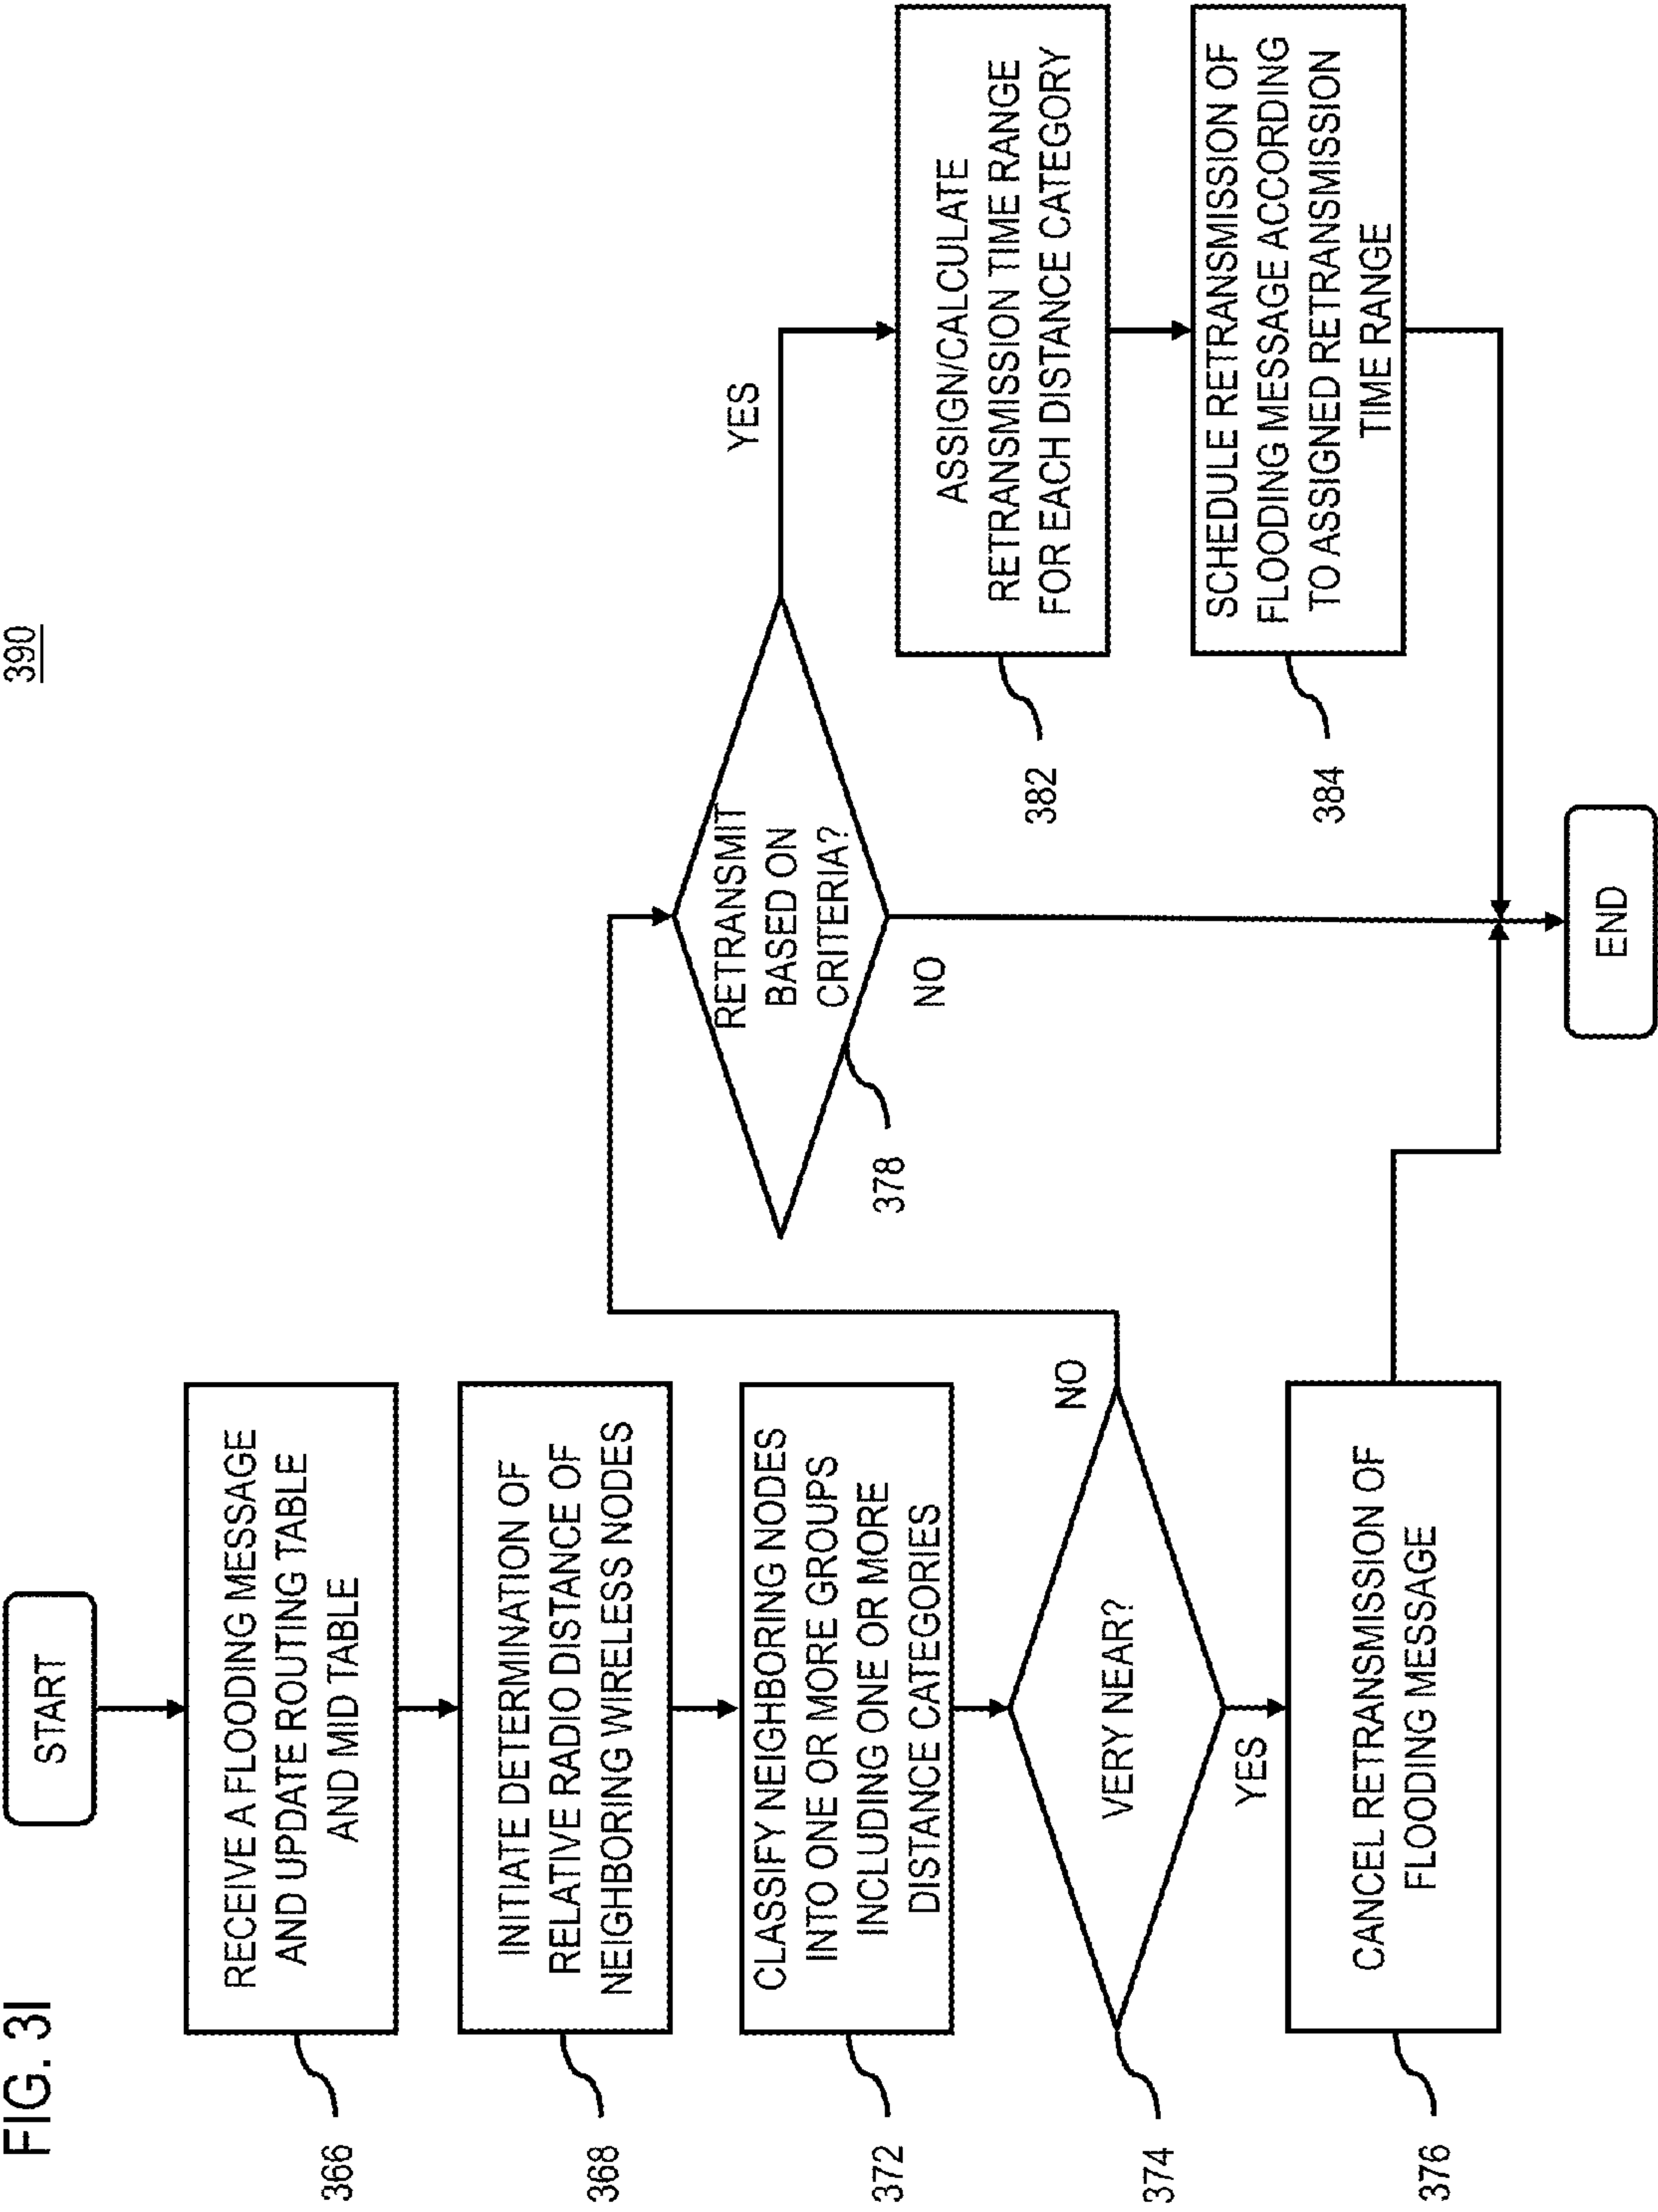 FIG. 3I
390
START
RECEIVE A FLOODING MESSAGE
AND UPDATE ROUTING TABLE
AND MID TABLE
366
INITIATE DETERMINATION OF
RELATIVE RADIO DISTANCE OF
NEIGHBORING WIRELESS NODES
368
CLASSIFY NEIGHBORING NODES
INTO ONE OR MORE GROUPS
INCLUDING ONE OR MORE
DISTANCE CATEGORIES
372
VERY NEAR?
374
NO
YES
CANCEL RETRANSMISSION OF
FLOODING MESSAGE
376
RETRANSMIT
BASED ON
CRITERIA?
378
YES
NO
ASSIGN/CALCULATE
RETRANSMISSION TIME RANGE
FOR EACH DISTANCE CATEGORY
382
SCHEDULE RETRANSMISSION OF
FLOODING MESSAGE ACCORDING
TO ASSIGNED RETRANSMISSION
TIME RANGE
384
END